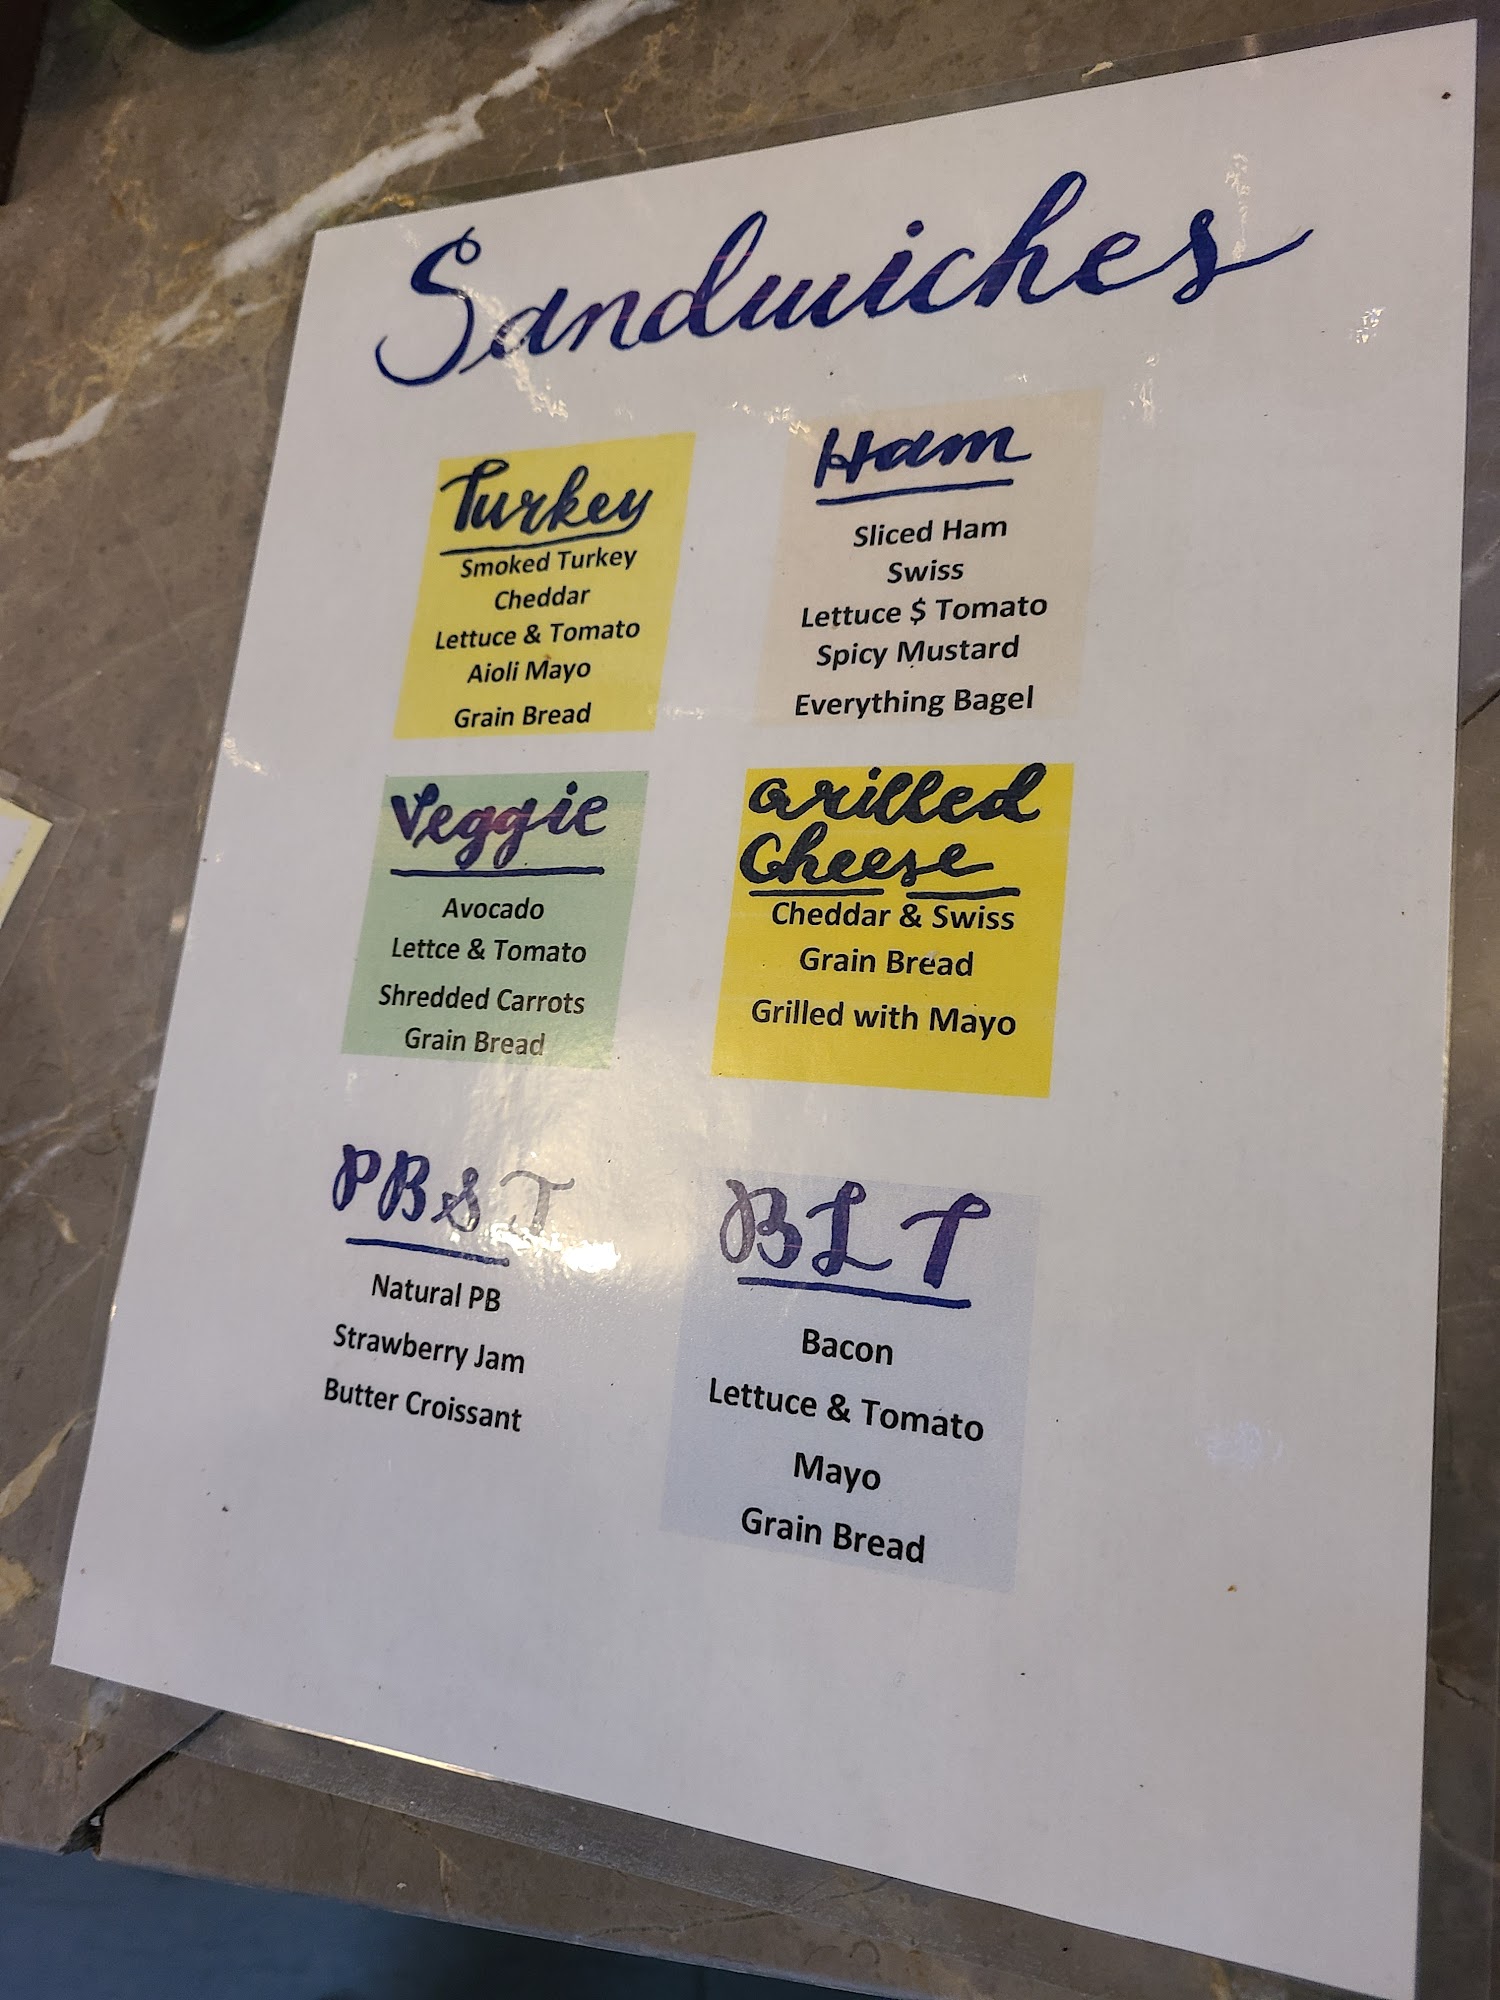 Sandwiches
Turkey
Smoked Turkey
Cheddar
Lettuce & Tomato
Aioli Mayo
Grain Bread
Ham
Sliced Ham
Swiss
Lettuce $ Tomato
Spicy Mustard
Everything Bagel
Veggie
Avocado
Lettce & Tomato
Shredded Carrots
Grain Bread
Grilled
Cheese
Cheddar & Swiss
Grain Bread
Grilled with Mayo
PB&J
Natural PB
Strawberry Jam
Butter Croissant
BLT
Bacon
Lettuce & Tomato
Mayo
Grain Bread